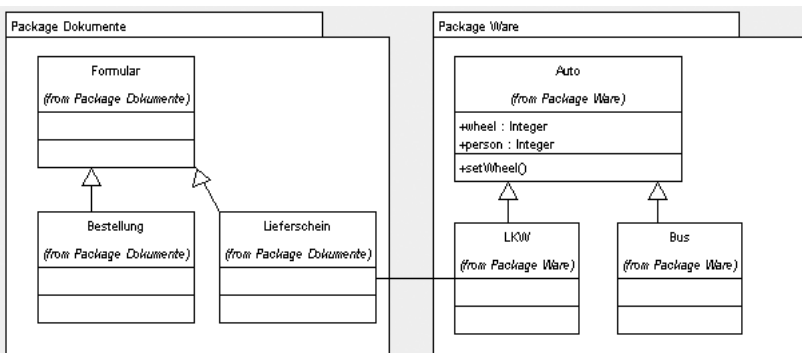 Package Dokumente
Formular
(from Package Dokumente)
Bestellung
(from Package Dokumente)
Lieferschein
(from Package Dokumente)
Package Ware
Auto
(from Package Ware)
+wheel : Integer
+person : Integer
+setWheel()
LKW
(from Package Ware)
Bus
(from Package Ware)